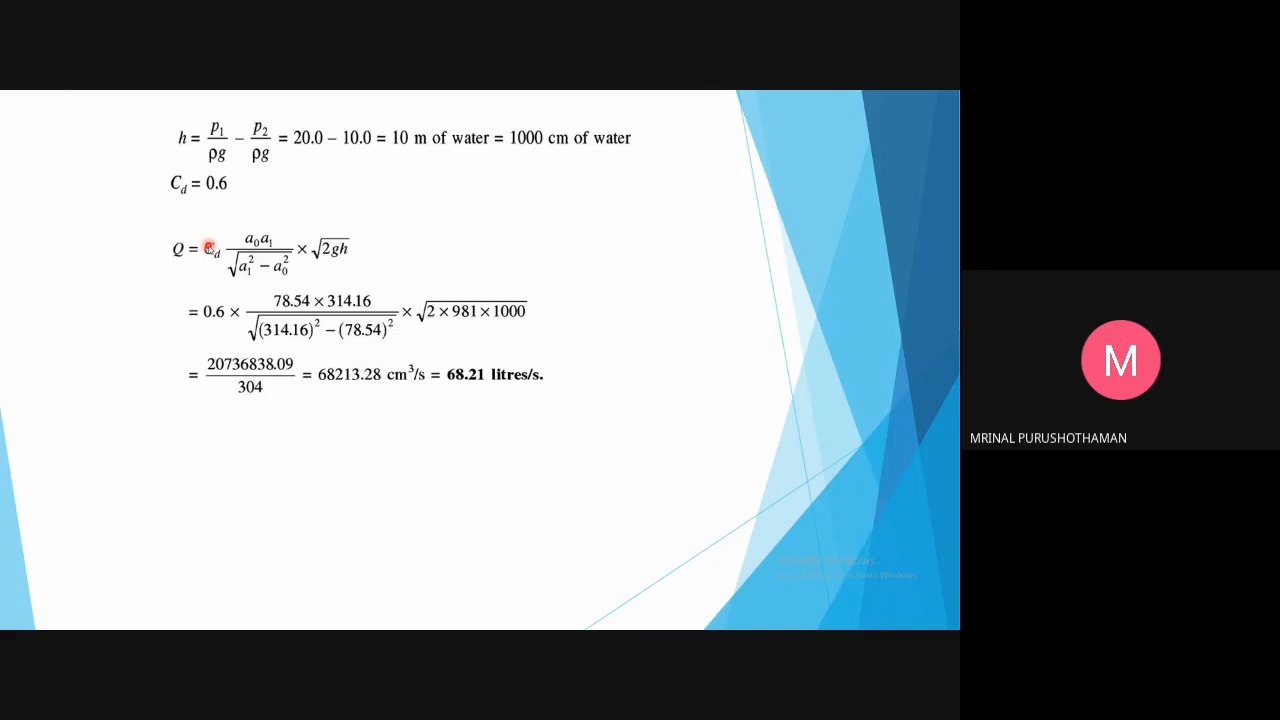 h = p₁/ρg − p₂/ρg = 20.0 − 10.0 = 10 m of water = 1000 cm of water
C_d = 0.6
Q = C_d a₀a₁/√(a₁² − a₀²) × √(2gh)
= 0.6 × 78.54 × 314.16/√((314.16)² − (78.54)²) × √(2 × 981 × 1000)
= 20736838.09/304 = 68213.28 cm³/s = 68.21 litres/s.
M
MRINAL PURUSHOTHAMAN